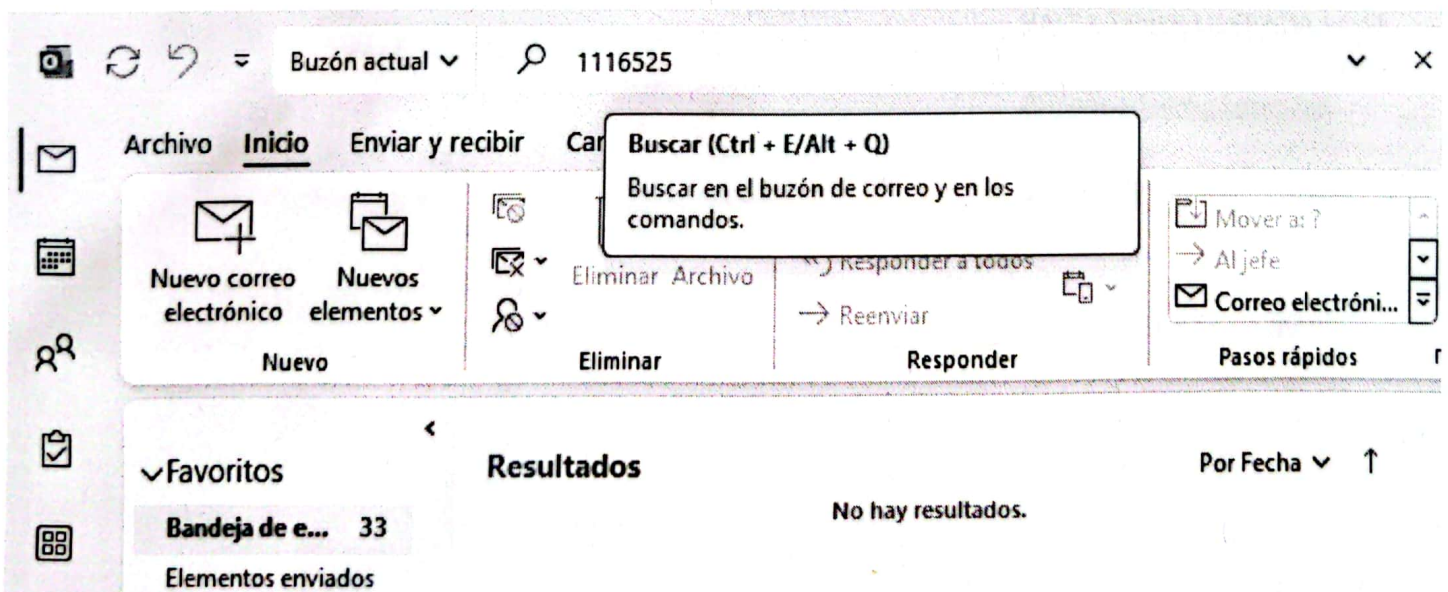 Buzón actual
1116525
Archivo Inicio Enviar y recibir Car
Buscar (Ctrl + E/Alt + Q)
Buscar en el buzón de correo y en los
comandos.
Nuevo correo
electrónico
Nuevos
elementos
Nuevo
Eliminar Archivo
Eliminar
Responder a todos
Reenviar
Responder
Mover a: ?
Al jefe
Correo electróni...
Pasos rápidos
Favoritos
Bandeja de e... 33
Elementos enviados
Resultados
Por Fecha
No hay resultados.